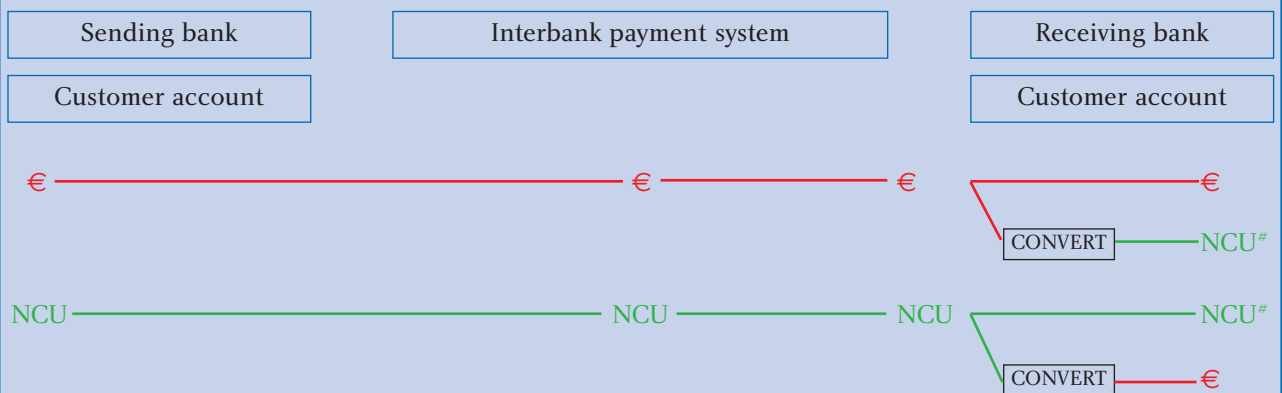 Sending bank Interbank payment system Receiving bank
Customer account Customer account
€ € € €
CONVERT NCU#
NCU NCU NCU NCU#
CONVERT €